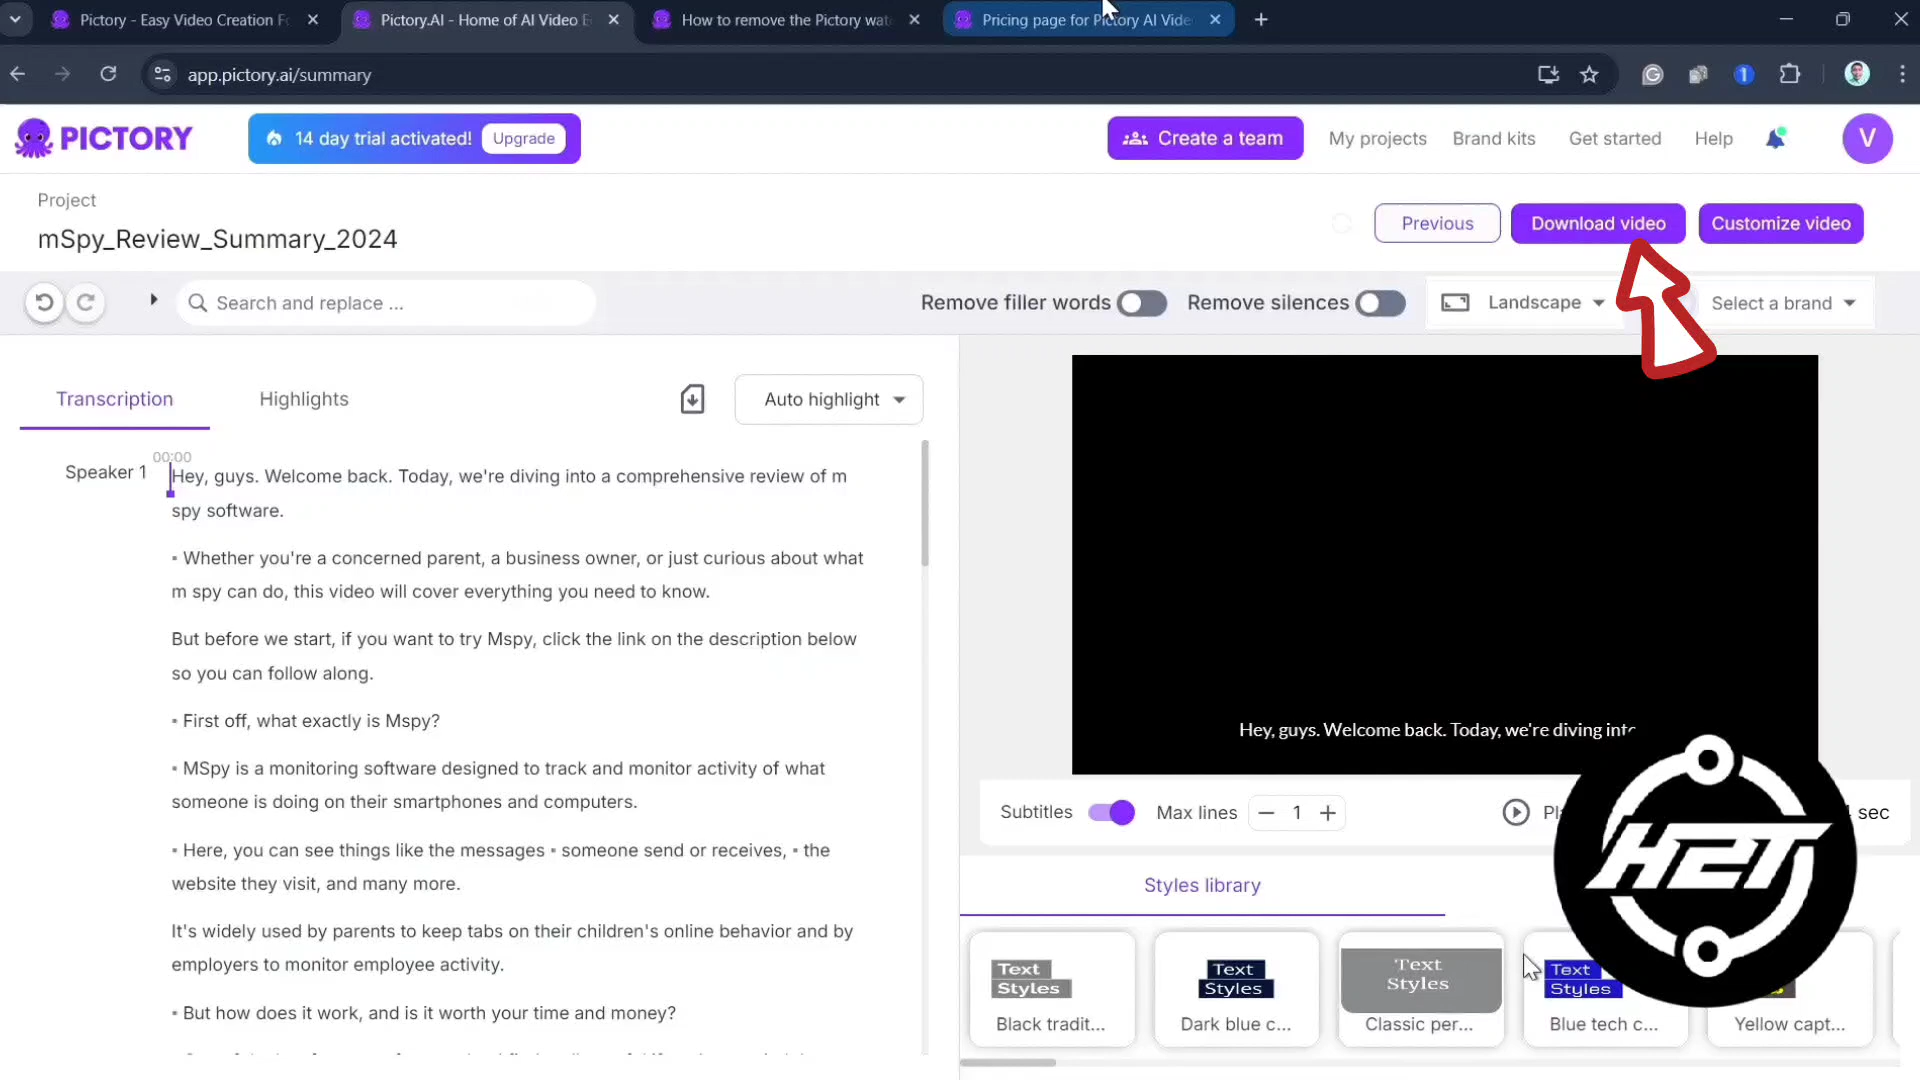 Pictory - Easy Video Creation Fo
Pictory.AI - Home of AI Video E
How to remove the Pictory wat
Pricing page for Pictory AI Vide
app.pictory.ai/summary
PICTORY
14 day trial activated!
Upgrade
Create a team
My projects
Brand kits
Get started
Help
V
Project
mSpy_Review_Summary_2024
Previous
Download video
Customize video
Search and replace ...
Remove filler words
Remove silences
Landscape
Select a brand
Transcription
Highlights
Auto highlight
00:00
Speaker 1
Hey, guys. Welcome back. Today, we're diving into a comprehensive review of m
spy software.
Whether you're a concerned parent, a business owner, or just curious about what
m spy can do, this video will cover everything you need to know.
But before we start, if you want to try Mspy, click the link on the description below
so you can follow along.
First off, what exactly is Mspy?
MSpy is a monitoring software designed to track and monitor activity of what
someone is doing on their smartphones and computers.
Here, you can see things like the messages ▪ someone send or receives, ▪ the
website they visit, and many more.
It's widely used by parents to keep tabs on their children's online behavior and by
employers to monitor employee activity.
But how does it work, and is it worth your time and money?
Hey, guys. Welcome back. Today, we're diving into
Subtitles
Max lines
1
sec
H2T
Styles library
Text
Styles
Black tradit...
Text
Styles
Dark blue c...
Text
Styles
Classic per...
Text
Styles
Blue tech c...
Yellow capt...